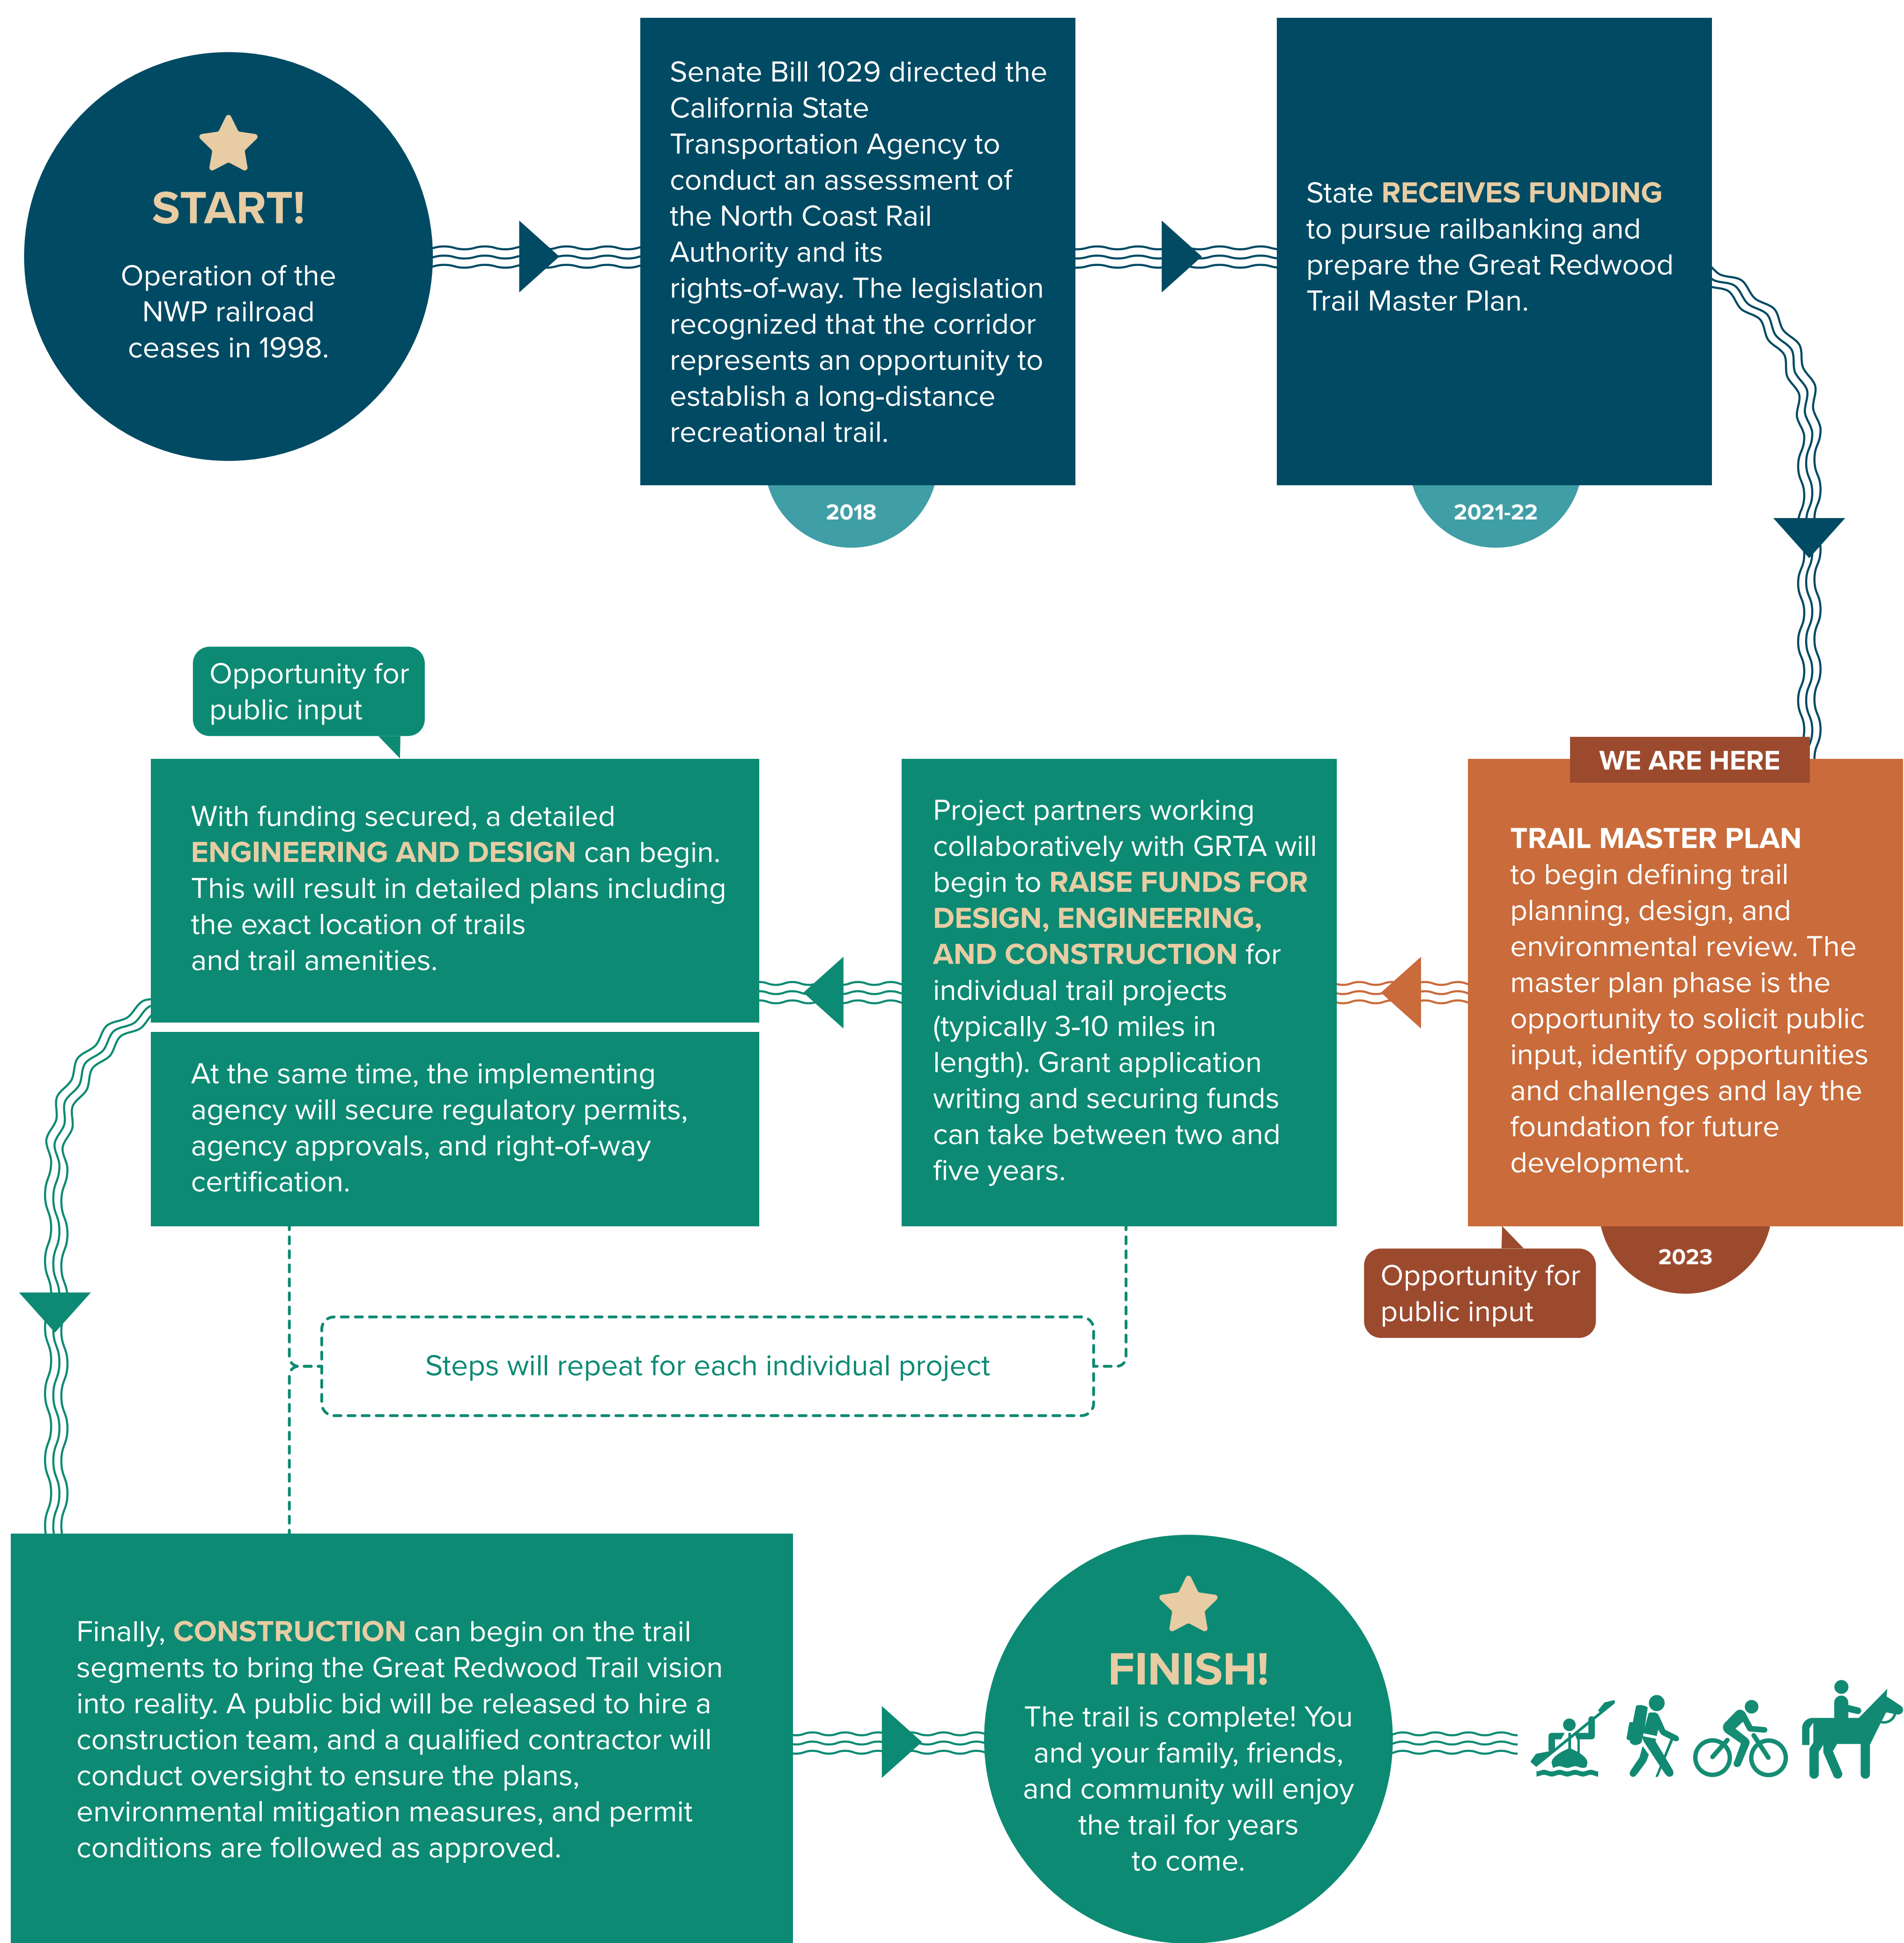 START!
Operation of the
NWP railroad
ceases in 1998.
Senate Bill 1029 directed the
California State
Transportation Agency to
conduct an assessment of
the North Coast Rail
Authority and its
rights-of-way. The legislation
recognized that the corridor
represents an opportunity to
establish a long-distance
recreational trail.
2018
State RECEIVES FUNDING
to pursue railbanking and
prepare the Great Redwood
Trail Master Plan.
2021-22
WE ARE HERE
TRAIL MASTER PLAN
to begin defining trail
planning, design, and
environmental review. The
master plan phase is the
opportunity to solicit public
input, identify opportunities
and challenges and lay the
foundation for future
development.
2023
Opportunity for
public input
Project partners working
collaboratively with GRTA will
begin to RAISE FUNDS FOR
DESIGN, ENGINEERING,
AND CONSTRUCTION for
individual trail projects
(typically 3-10 miles in
length). Grant application
writing and securing funds
can take between two and
five years.
Opportunity for
public input
With funding secured, a detailed
ENGINEERING AND DESIGN can begin.
This will result in detailed plans including
the exact location of trails
and trail amenities.
At the same time, the implementing
agency will secure regulatory permits,
agency approvals, and right-of-way
certification.
Steps will repeat for each individual project
Finally, CONSTRUCTION can begin on the trail
segments to bring the Great Redwood Trail vision
into reality. A public bid will be released to hire a
construction team, and a qualified contractor will
conduct oversight to ensure the plans,
environmental mitigation measures, and permit
conditions are followed as approved.
FINISH!
The trail is complete! You
and your family, friends,
and community will enjoy
the trail for years
to come.